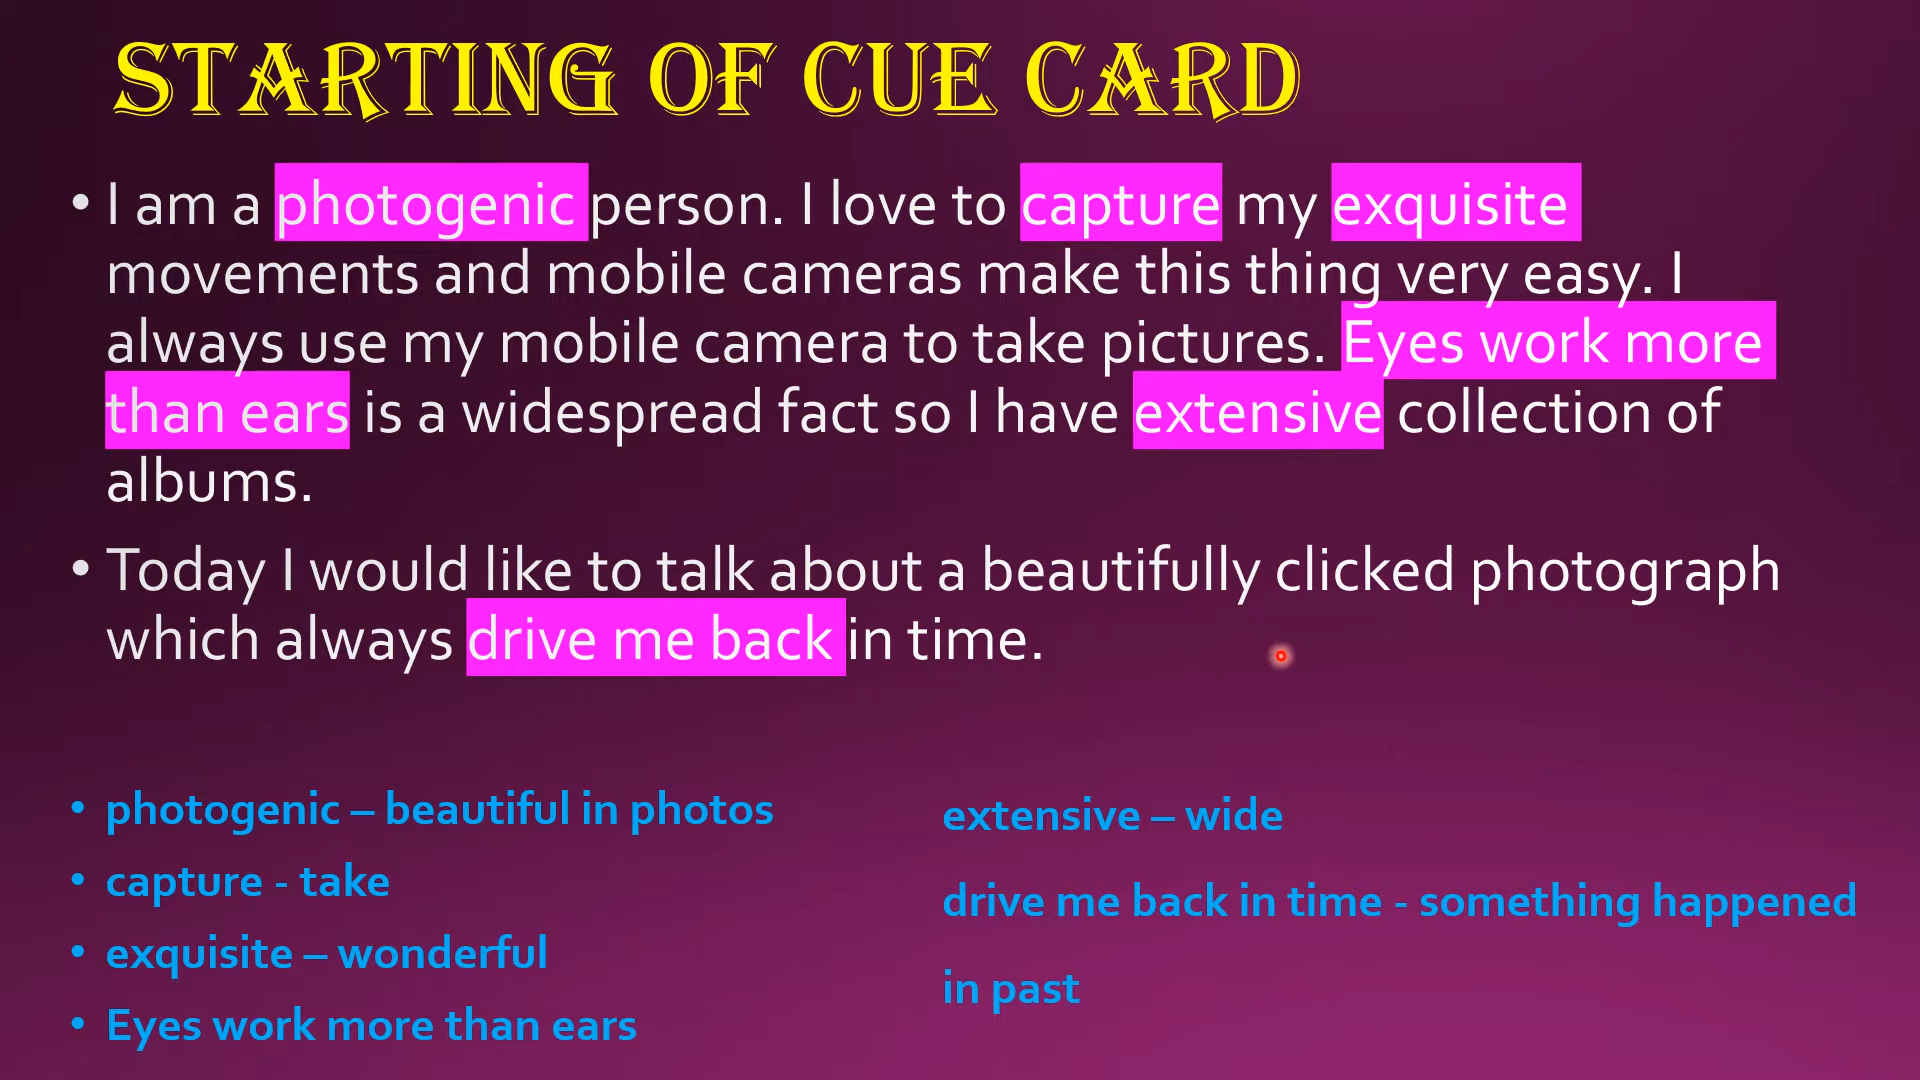 STARTING OF CUE CARD
• I am a photogenic person. I love to capture my exquisite
movements and mobile cameras make this thing very easy. I
always use my mobile camera to take pictures. Eyes work more
than ears is a widespread fact so I have extensive collection of
albums.
• Today I would like to talk about a beautifully clicked photograph
which always drive me back in time.
• photogenic – beautiful in photos
• capture - take
• exquisite – wonderful
• Eyes work more than ears
extensive – wide
drive me back in time - something happened
in past